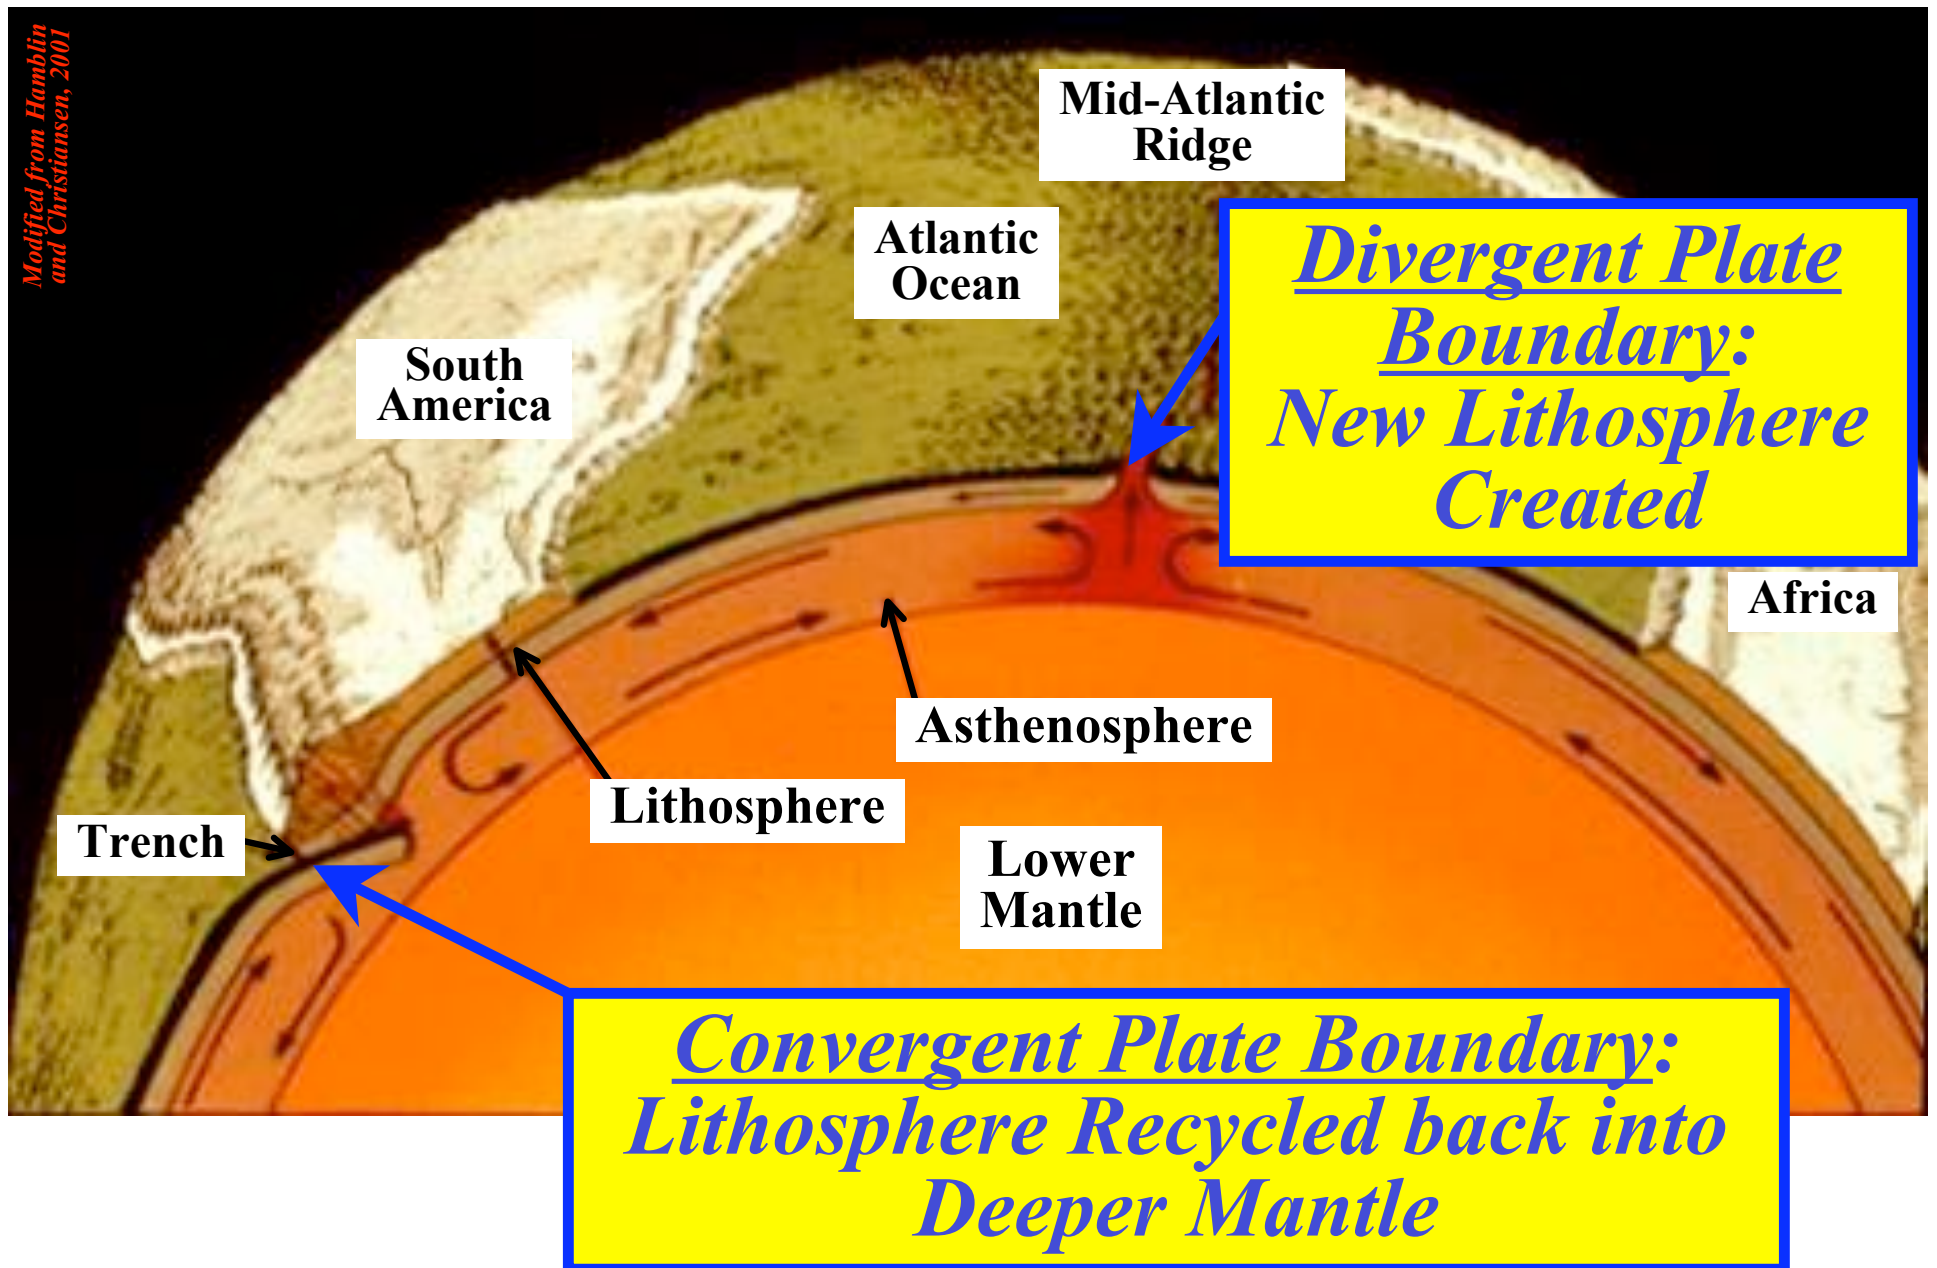 Modified from Hamblin
and Christiansen, 2001
Mid-Atlantic
Ridge
Atlantic
Ocean
Divergent Plate
Boundary:
New Lithosphere
Created
South
America
Africa
Asthenosphere
Lithosphere
Trench
Lower
Mantle
Convergent Plate Boundary:
Lithosphere Recycled back into
Deeper Mantle